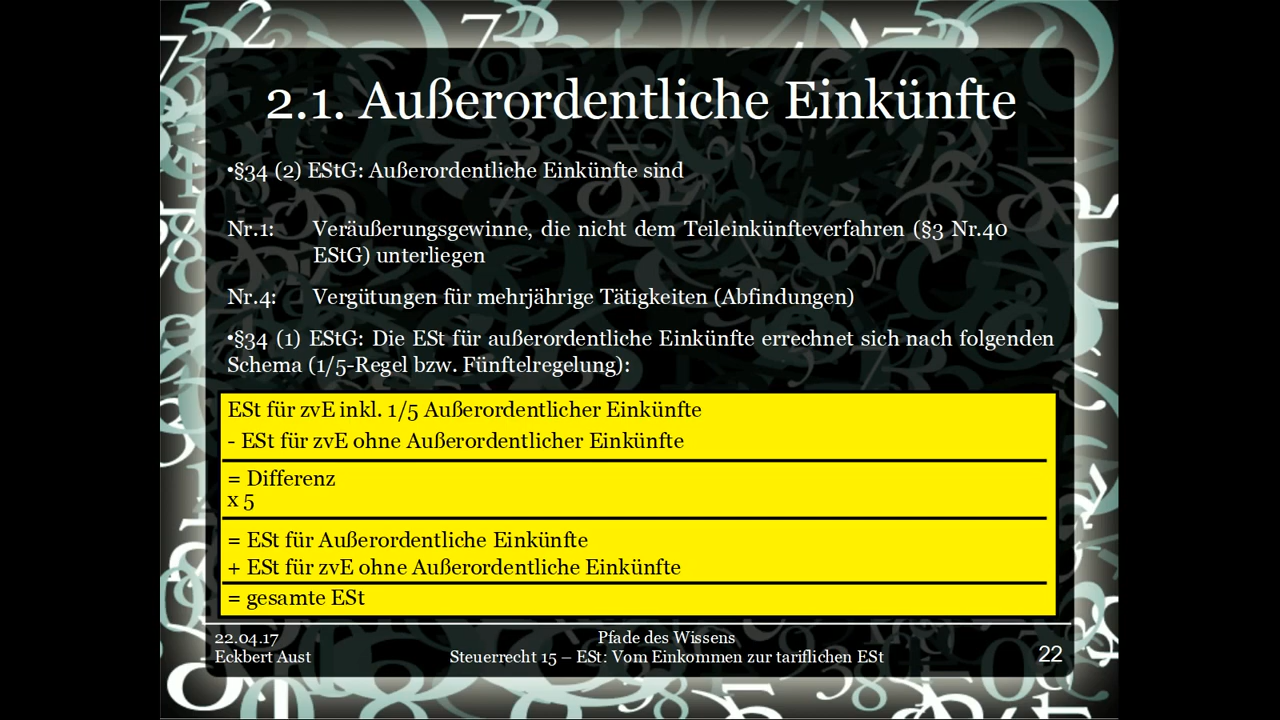 2.1. Außerordentliche Einkünfte
•§34 (2) EStG: Außerordentliche Einkünfte sind
Nr.1: Veräußerungsgewinne, die nicht dem Teileinkünfteverfahren (§3 Nr.40
EStG) unterliegen
Nr.4: Vergütungen für mehrjährige Tätigkeiten (Abfindungen)
•§34 (1) EStG: Die ESt für außerordentliche Einkünfte errechnet sich nach folgenden
Schema (1/5-Regel bzw. Fünftelregelung):
ESt für zvE inkl. 1/5 Außerordentlicher Einkünfte
- ESt für zvE ohne Außerordentlicher Einkünfte
= Differenz
x 5
= ESt für Außerordentliche Einkünfte
+ ESt für zvE ohne Außerordentliche Einkünfte
= gesamte ESt
22.04.17
Eckbert Aust
Pfade des Wissens
Steuerrecht 15 – ESt: Vom Einkommen zur tariflichen ESt
22